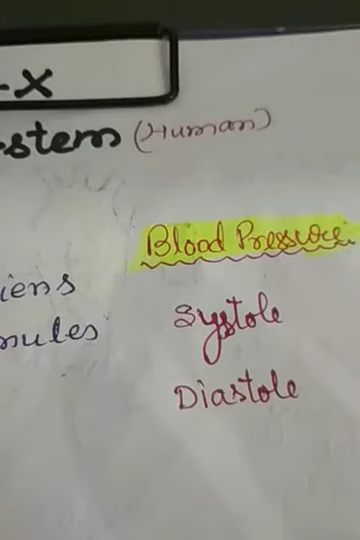 -X
stem (Human)
Blood Pressure
iens
Systole
nules
Diastole